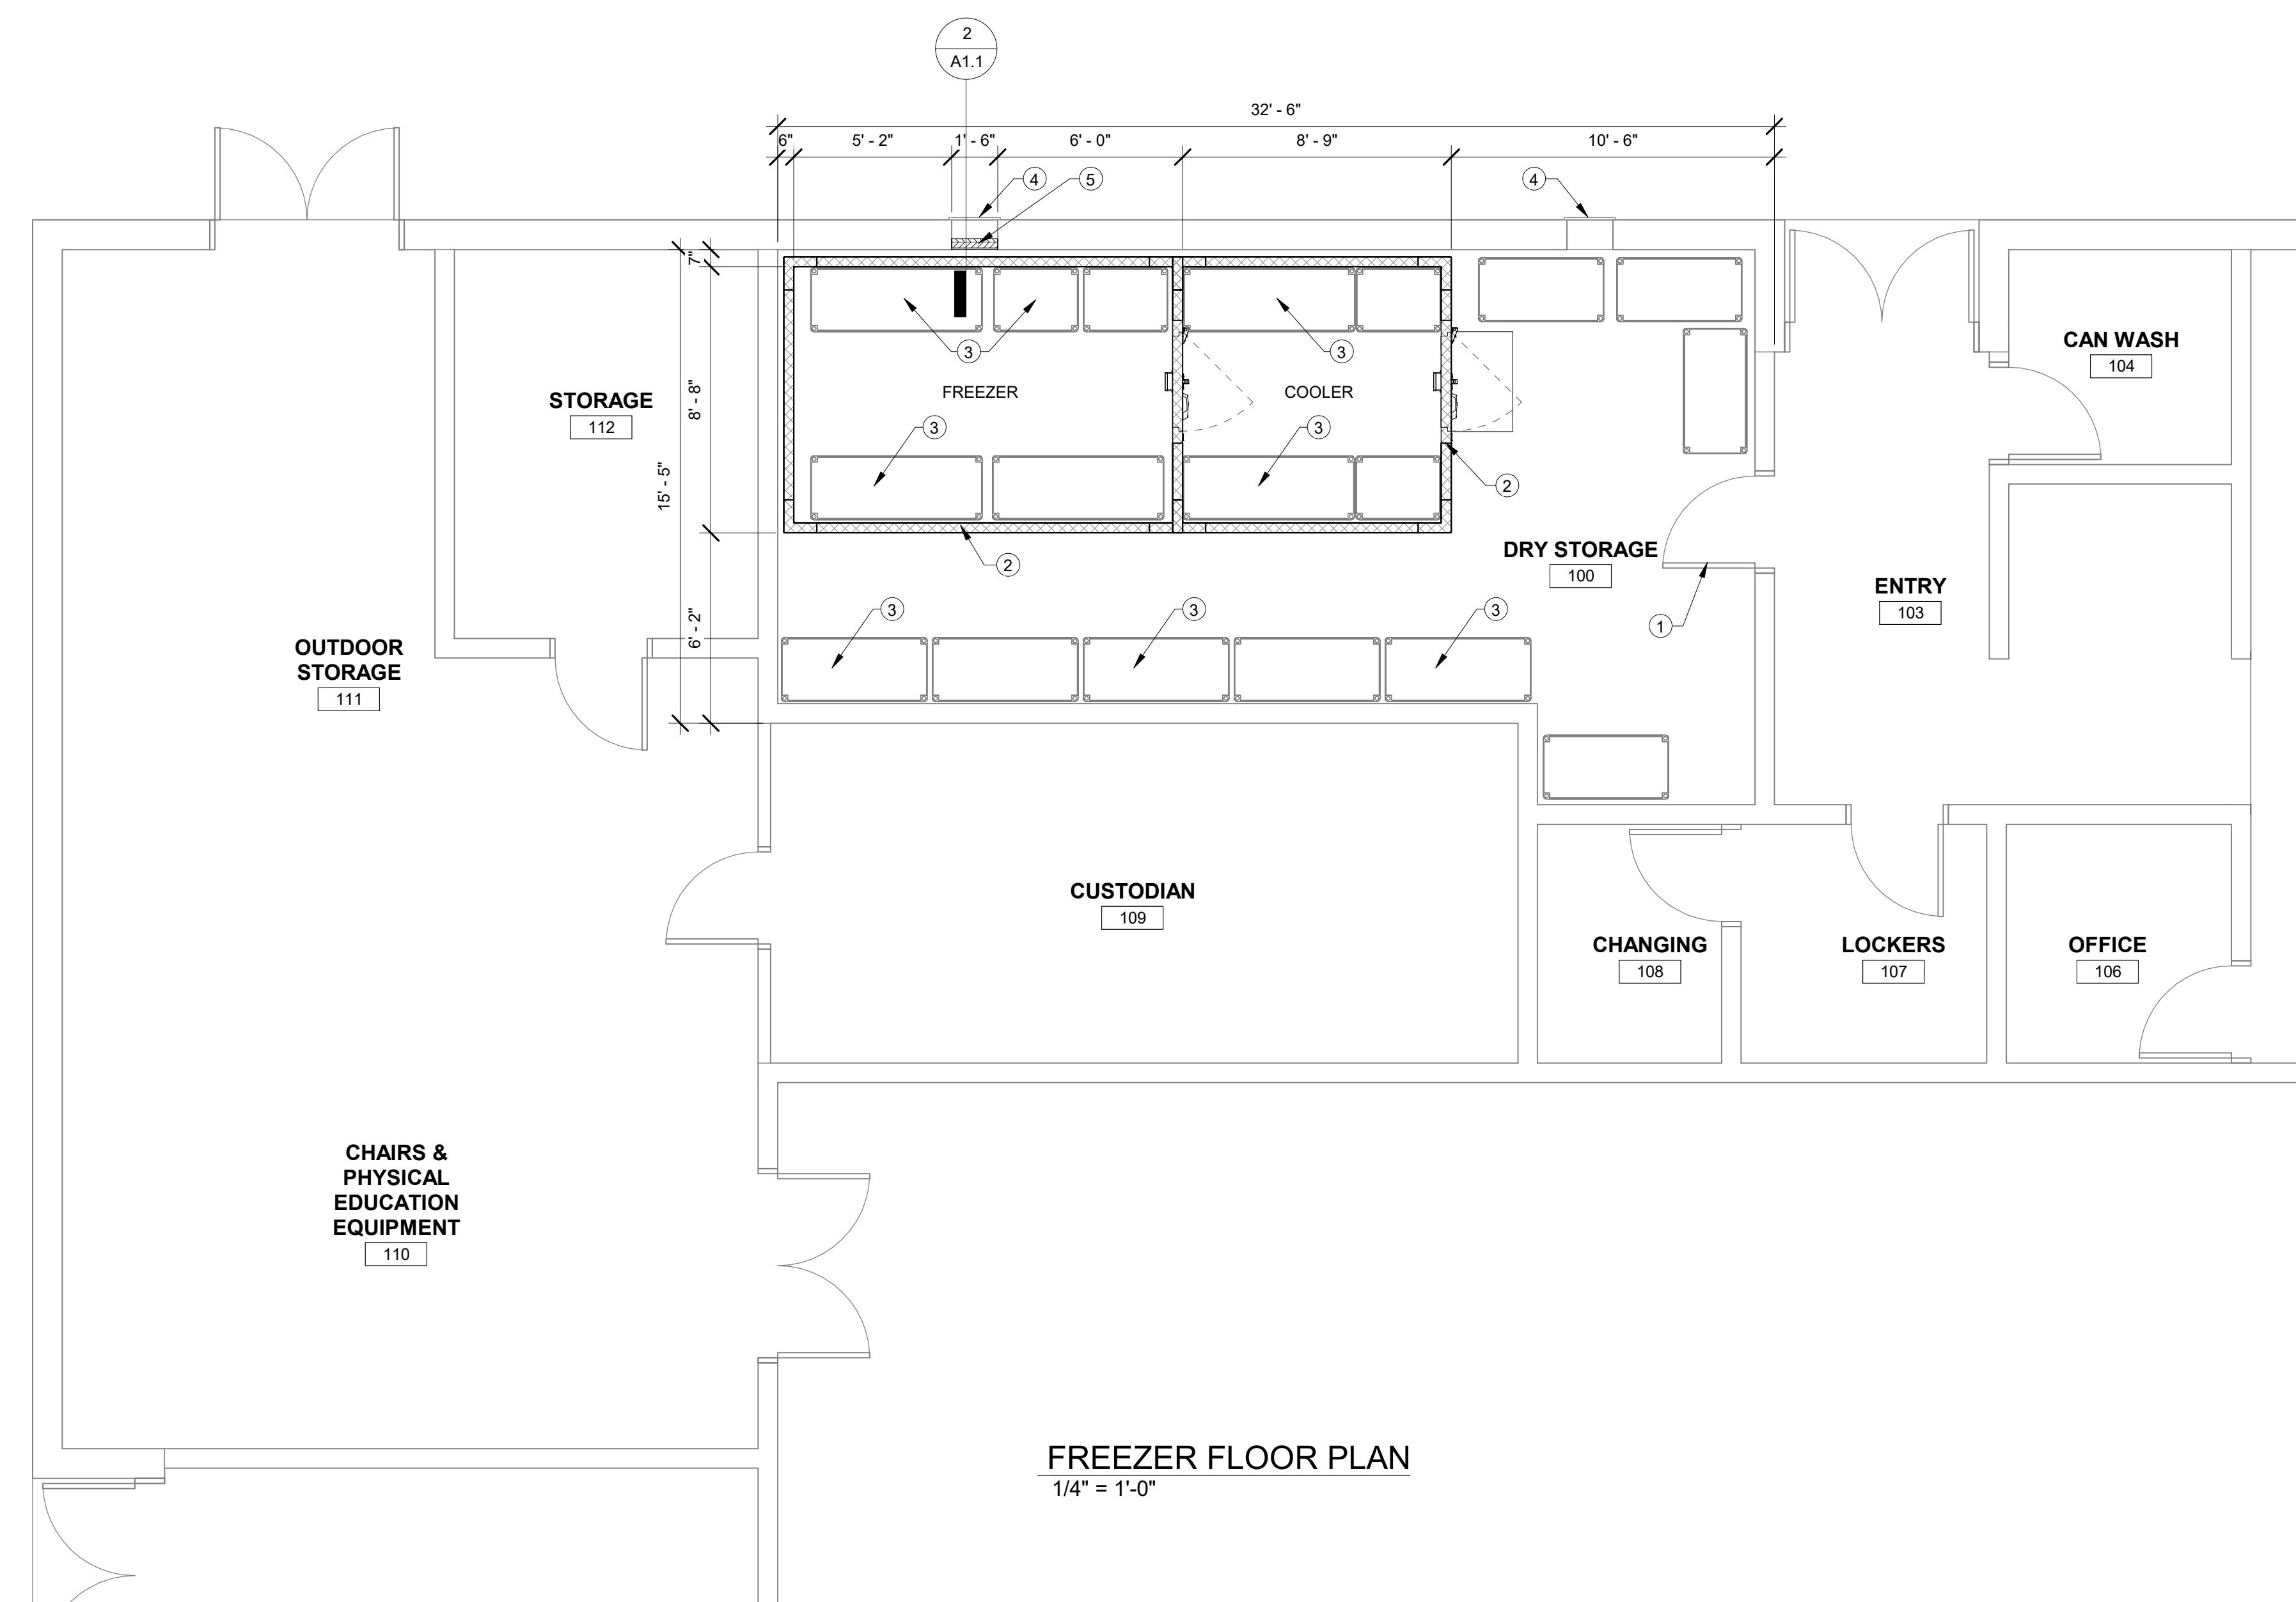 2
A1.1
32' - 6"
6"
5' - 2"
1' - 6"
6' - 0"
8' - 9"
10' - 6"
4
5
4
7"
CAN WASH
104
3
3
FREEZER
COOLER
8' - 8"
STORAGE
112
3
3
15' - 5"
2
DRY STORAGE
100
2
ENTRY
103
3
3
3
1
6' - 2"
OUTDOOR
STORAGE
111
CUSTODIAN
109
CHANGING
108
LOCKERS
107
OFFICE
106
CHAIRS &
PHYSICAL
EDUCATION
EQUIPMENT
110
FREEZER FLOOR PLAN
1/4" = 1'-0"